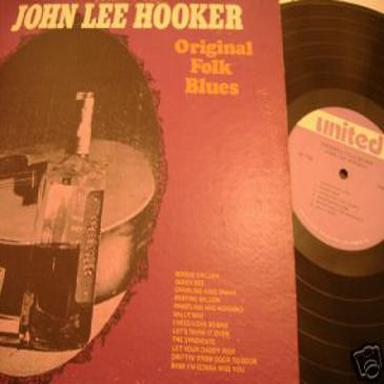 JOHN LEE HOOKER
Original
Folk
Blues
BOOGIE CHILLEN
QUEEN BEE
CRAWLING KING SNAKE
WEEPING WILLOW
WHISTLING AND MOANING
SALLY MAE
I NEED LOVE SO BAD
LET'S TALK IT OVER
THE SYNDICATE
LET YOUR DADDY RIDE
DRIFTIN' FROM DOOR TO DOOR
BABY I'M GONNA MISS YOU
united